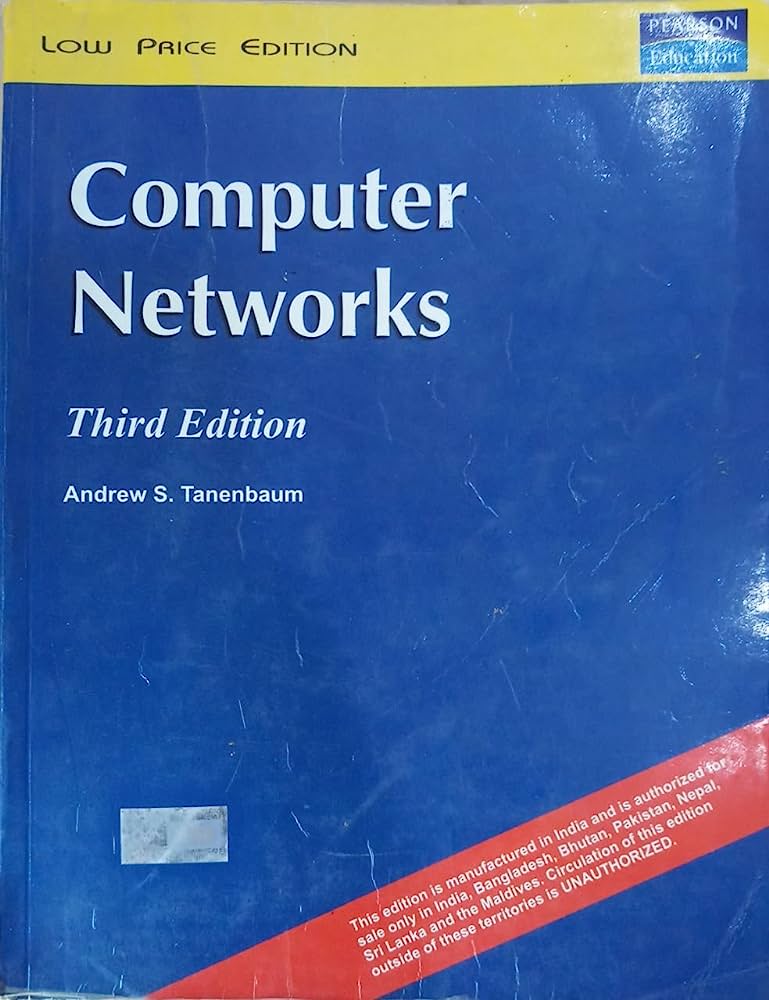 LOW PRICE EDITION
PEARSON
Education
Computer
Networks
Third Edition
Andrew S. Tanenbaum
This edition is manufactured in India and is authorized for
sale only in India, Bangladesh, Bhutan, Pakistan, Nepal,
Sri Lanka and the Maldives. Circulation of this edition
outside of these territories is UNAUTHORIZED.